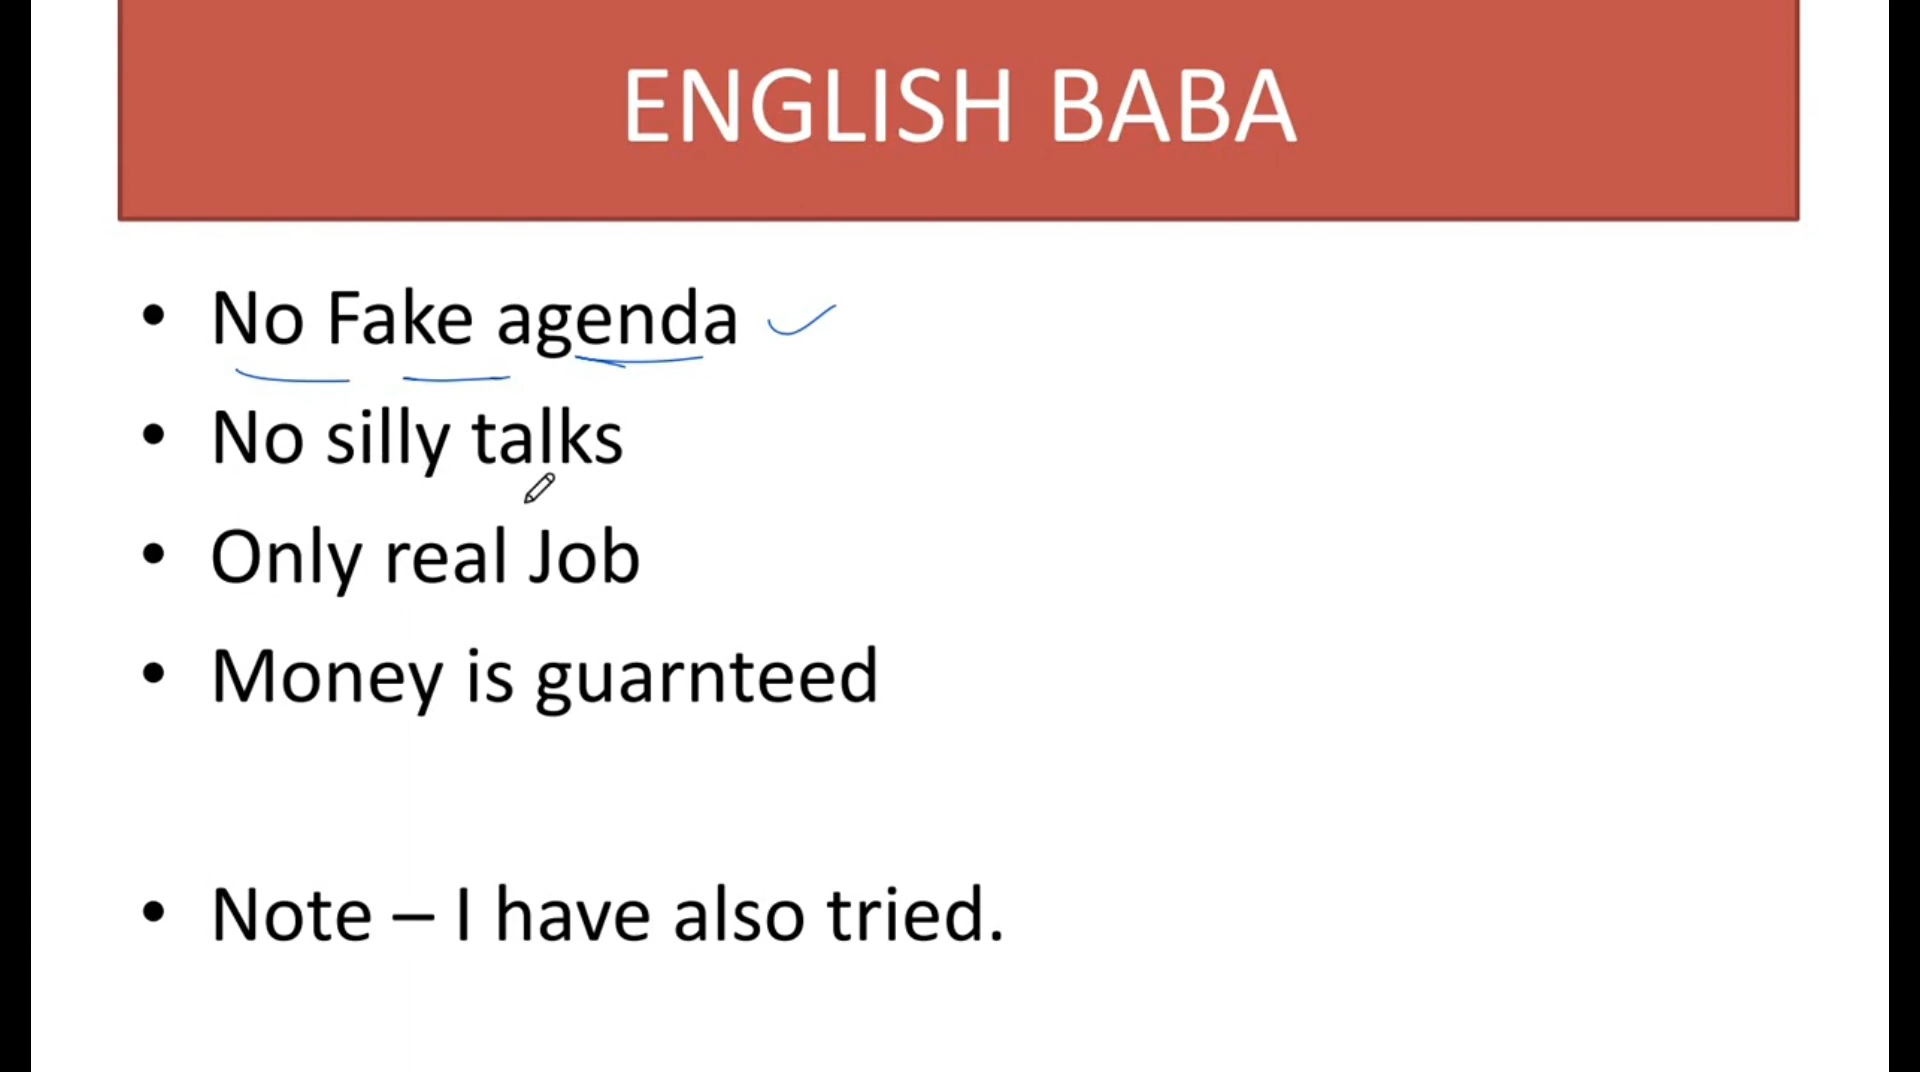 ENGLISH BABA
• No Fake agenda
• No silly talks
• Only real Job
• Money is guarnteed
• Note – I have also tried.